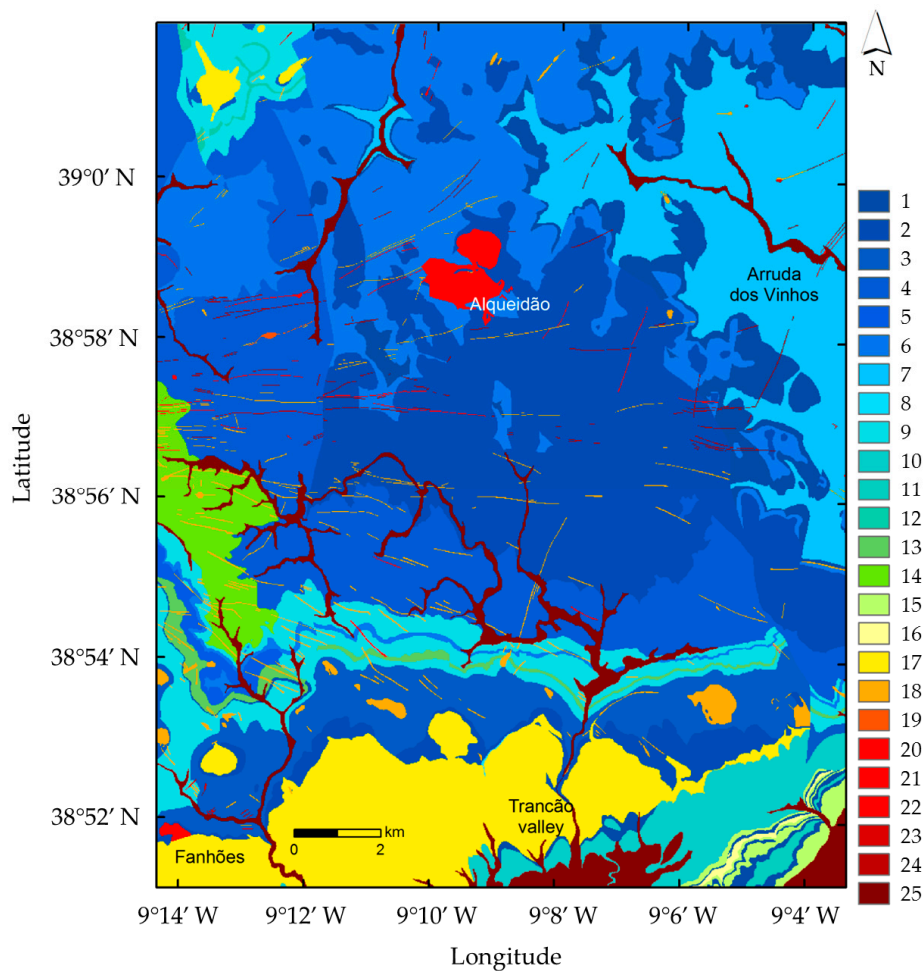 N
39°0′ N
38°58′ N
38°56′ N
38°54′ N
38°52′ N
Latitude
Arruda
dos Vinhos
Alqueidão
Trancão
valley
Fanhões
km
0 2
9°14′ W 9°12′ W 9°10′ W 9°8′ W 9°6′ W 9°4′ W
Longitude
1
2
3
4
5
6
7
8
9
10
11
12
13
14
15
16
17
18
19
20
21
22
23
24
25